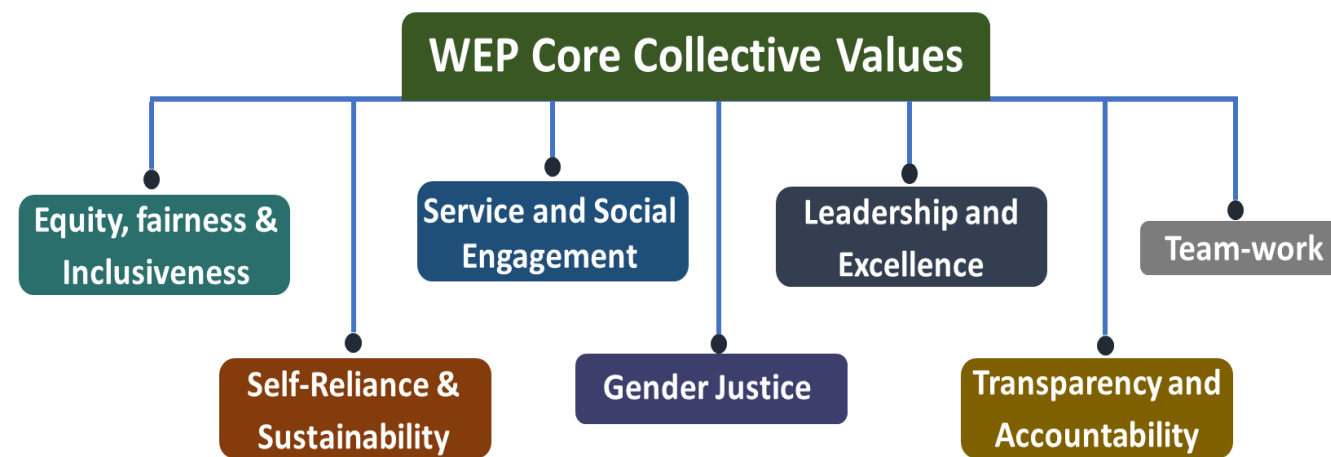 WEP Core Collective Values
Equity, fairness &
Inclusiveness
Service and Social
Engagement
Leadership and
Excellence
Team-work
Self-Reliance &
Sustainability
Gender Justice
Transparency and
Accountability